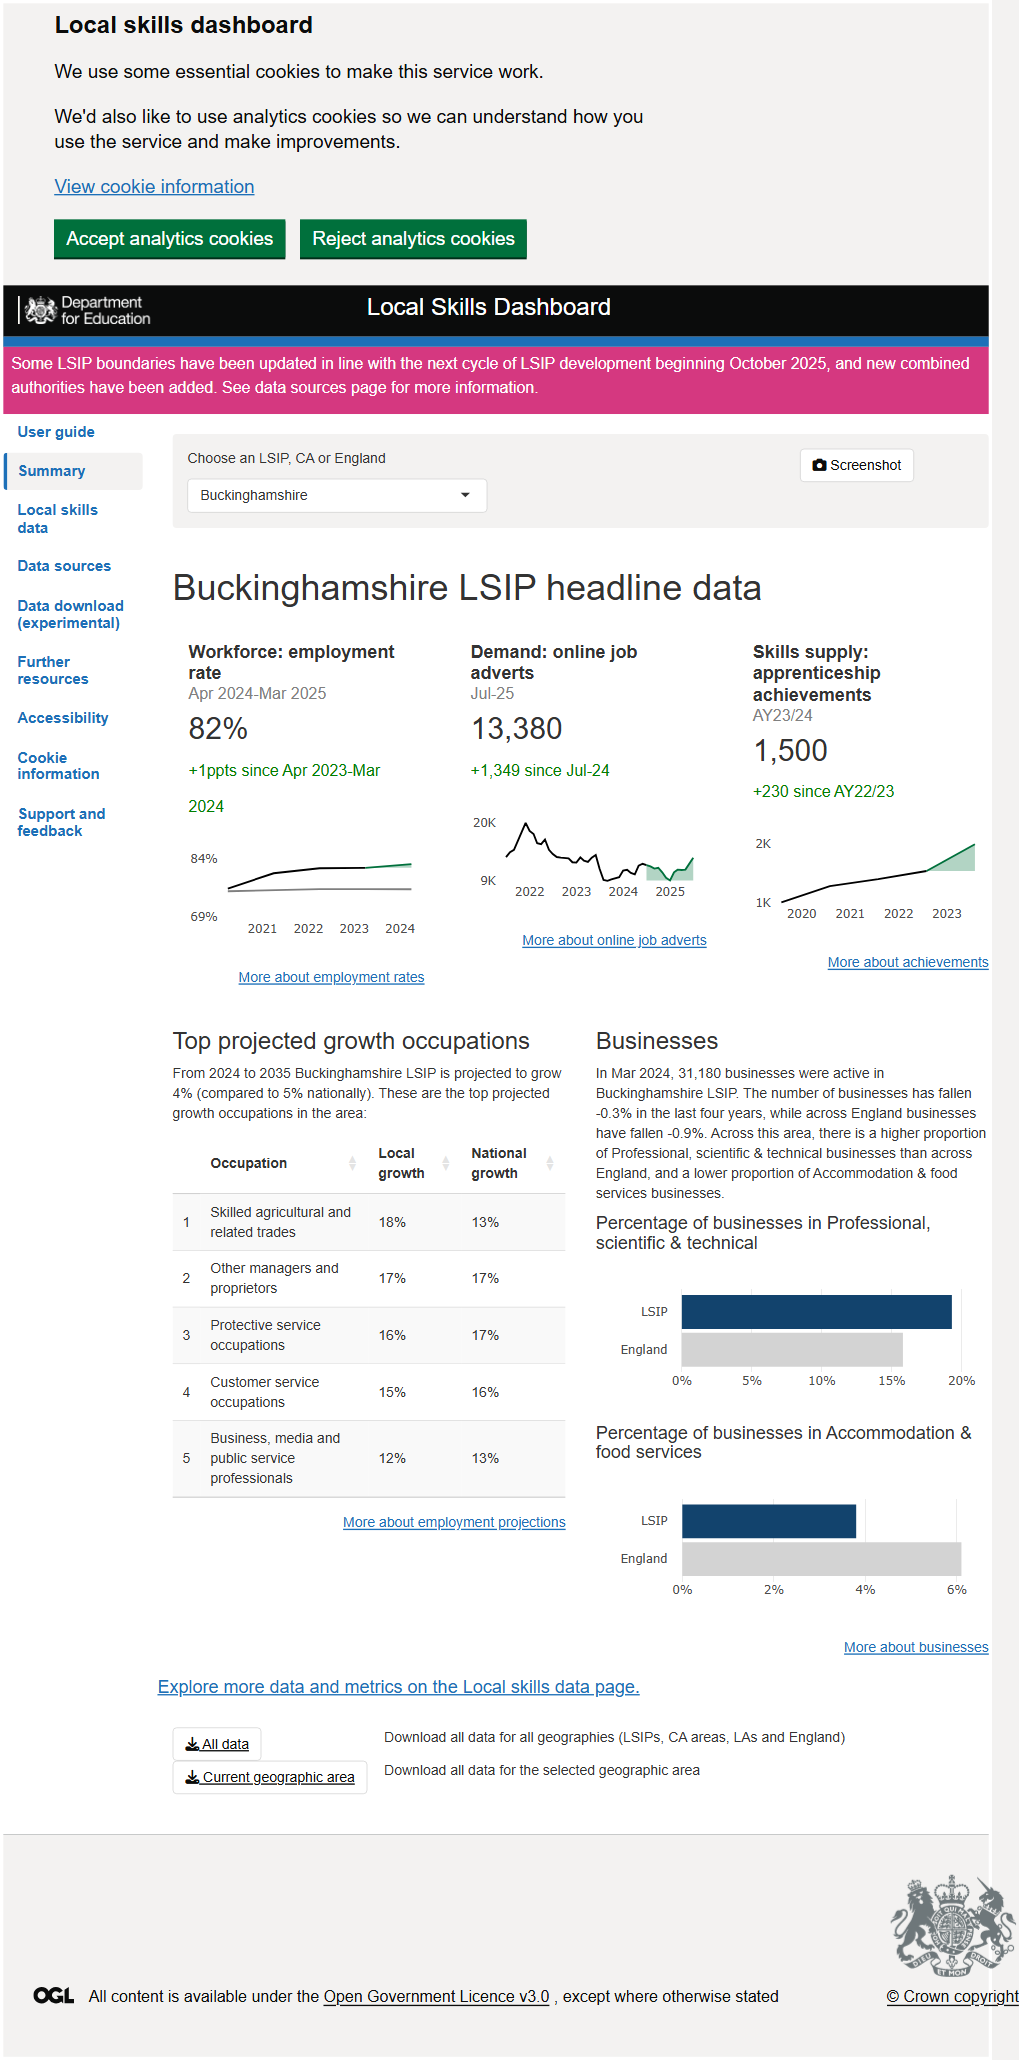 Local skills dashboard
We use some essential cookies to make this service work.
We'd also like to use analytics cookies so we can understand how you
use the service and make improvements.
View cookie information
Accept analytics cookies
Reject analytics cookies
Department
for Education
Local Skills Dashboard
Some LSIP boundaries have been updated in line with the next cycle of LSIP development beginning October 2025, and new combined
authorities have been added. See data sources page for more information.
User guide
Summary
Local skills
data
Data sources
Data download
(experimental)
Further
resources
Accessibility
Cookie
information
Support and
feedback
Choose an LSIP, CA or England
Buckinghamshire
Screenshot
Buckinghamshire LSIP headline data
Workforce: employment
rate
Apr 2024-Mar 2025
82%
+1ppts since Apr 2023-Mar
2024
84%
69%
2021 2022 2023 2024
More about employment rates
Demand: online job
adverts
Jul-25
13,380
+1,349 since Jul-24
20K
9K
2022 2023 2024 2025
More about online job adverts
Skills supply:
apprenticeship
achievements
AY23/24
1,500
+230 since AY22/23
2K
1K
2020 2021 2022 2023
More about achievements
Top projected growth occupations
From 2024 to 2035 Buckinghamshire LSIP is projected to grow
4% (compared to 5% nationally). These are the top projected
growth occupations in the area:
Occupation
Local
growth
National
growth
1 Skilled agricultural and
related trades 18% 13%
2 Other managers and
proprietors 17% 17%
3 Protective service
occupations 16% 17%
4 Customer service
occupations 15% 16%
5 Business, media and
public service
professionals 12% 13%
More about employment projections
Businesses
In Mar 2024, 31,180 businesses were active in
Buckinghamshire LSIP. The number of businesses has fallen
-0.3% in the last four years, while across England businesses
have fallen -0.9%. Across this area, there is a higher proportion
of Professional, scientific & technical businesses than across
England, and a lower proportion of Accommodation & food
services businesses.
Percentage of businesses in Professional,
scientific & technical
LSIP
England
0% 5% 10% 15% 20%
Percentage of businesses in Accommodation &
food services
LSIP
England
0% 2% 4% 6%
More about businesses
Explore more data and metrics on the Local skills data page.
All data
Download all data for all geographies (LSIPs, CA areas, LAs and England)
Current geographic area
Download all data for the selected geographic area
OGL
All content is available under the Open Government Licence v3.0 , except where otherwise stated
© Crown copyright